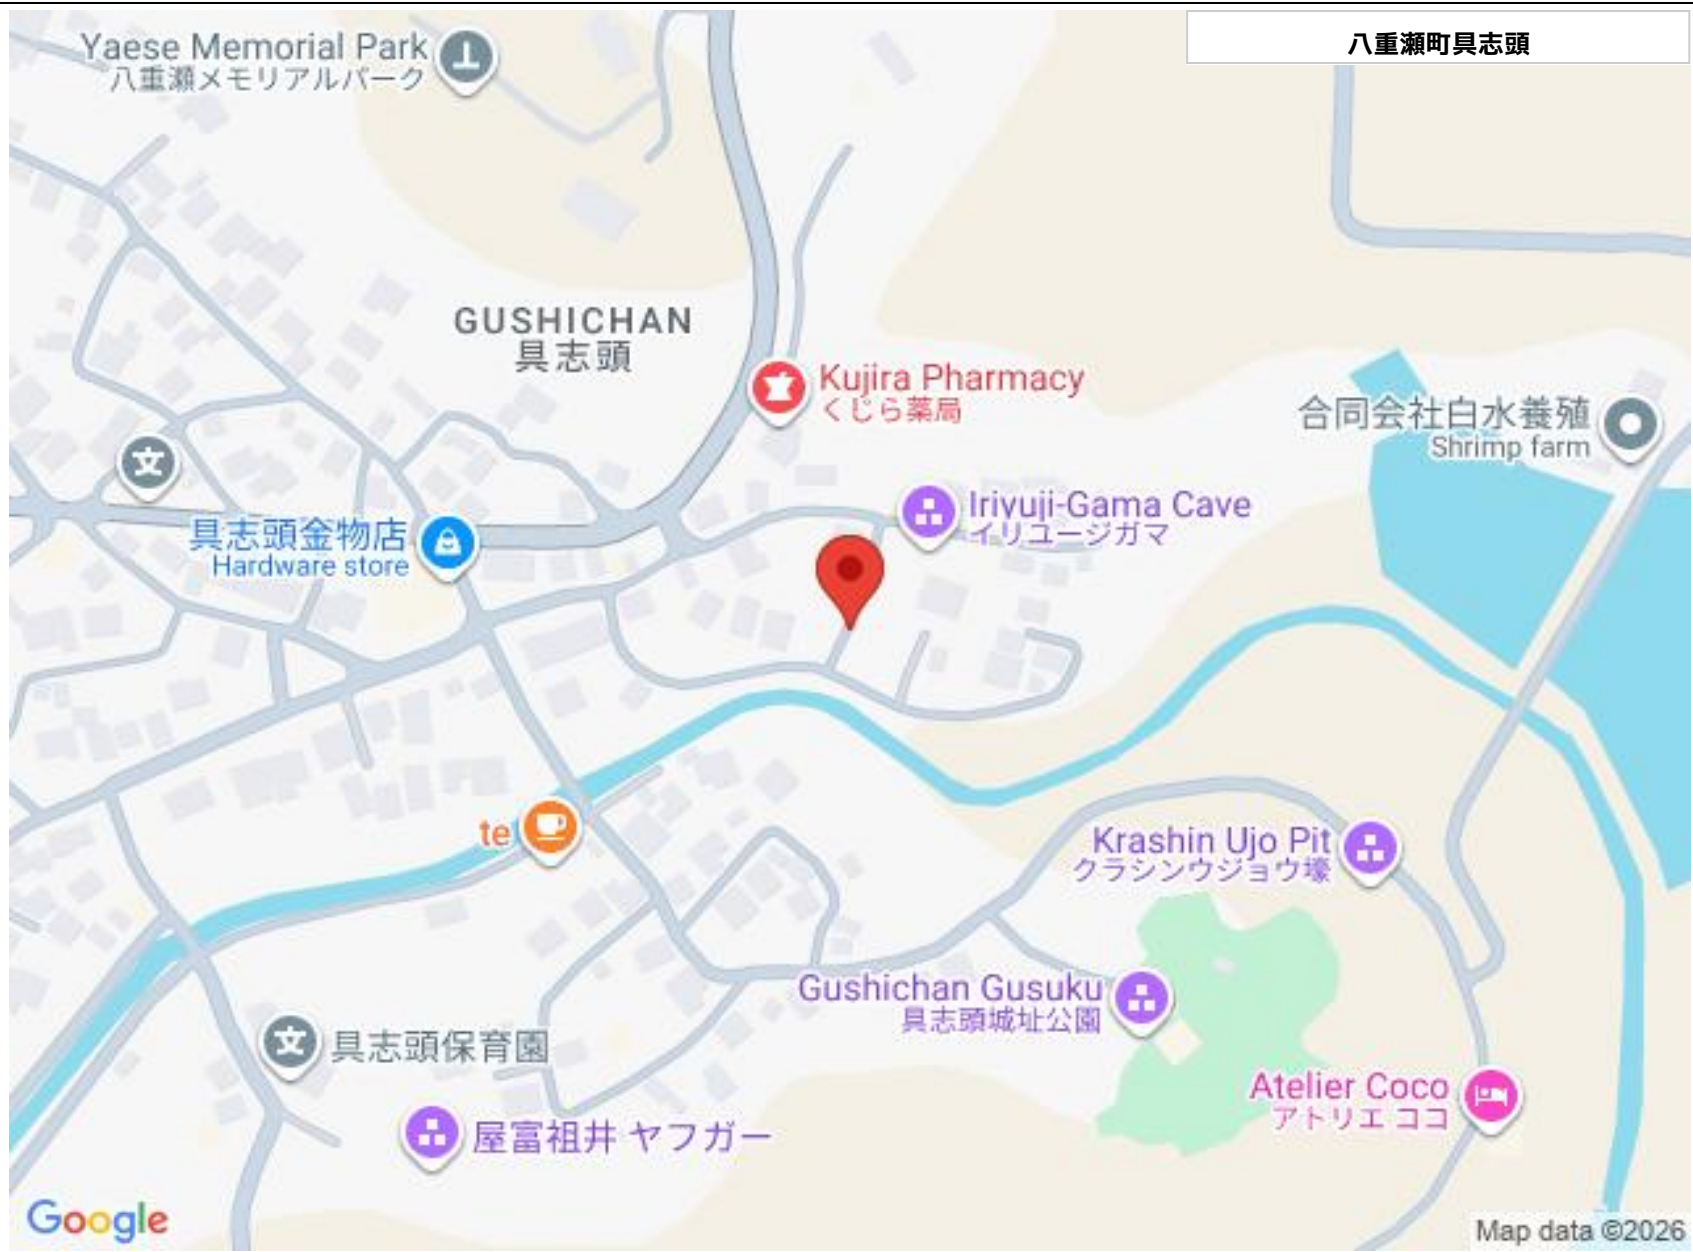 八重瀬町具志頭
Yaese Memorial Park
八重瀬メモリアルパーク
GUSHICHAN
具志頭
Kujira Pharmacy
くじら薬局
合同会社白水養殖
Shrimp farm
文
Iriyuji-Gama Cave
イリユージガマ
具志頭金物店
Hardware store
te
Krashin Ujo Pit
クラシンウジョウ壕
Gushichan Gusuku
具志頭城址公園
文
具志頭保育園
Atelier Coco
アトリエ ココ
屋富祖井 ヤフガー
Google
Map data ©2026